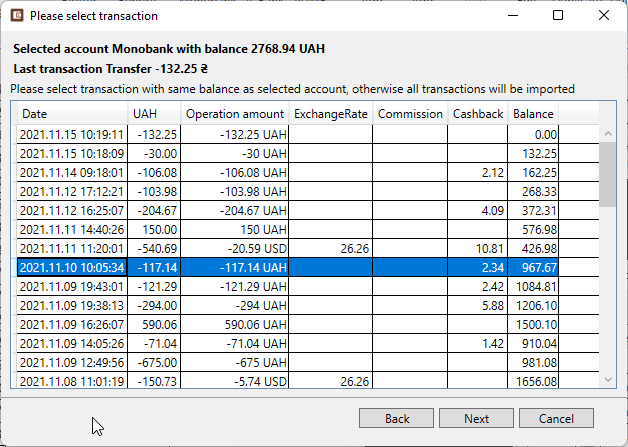 Please select transaction
Selected account Monobank with balance 2768.94 UAH
Last transaction Transfer -132.25 ₴
Please select transaction with same balance as selected account, otherwise all transactions will be imported
Date UAH Operation amount ExchangeRate Commission Cashback Balance
2021.11.15 10:19:11 -132.25 -132.25 UAH 0.00
2021.11.15 10:18:09 -30.00 -30 UAH 132.25
2021.11.14 09:18:01 -106.08 -106.08 UAH 2.12 162.25
2021.11.12 17:12:21 -103.98 -103.98 UAH 268.33
2021.11.12 16:25:07 -204.67 -204.67 UAH 4.09 372.31
2021.11.11 14:40:26 150.00 150 UAH 576.98
2021.11.11 11:20:01 -540.69 -20.59 USD 26.26 10.81 426.98
2021.11.10 10:05:34 -117.14 -117.14 UAH 2.34 967.67
2021.11.09 19:43:01 -121.29 -121.29 UAH 2.42 1084.81
2021.11.09 19:38:13 -294.00 -294 UAH 5.88 1206.10
2021.11.09 16:26:07 590.06 590.06 UAH 1500.10
2021.11.09 14:05:26 -71.04 -71.04 UAH 1.42 910.04
2021.11.09 12:49:56 -675.00 -675 UAH 981.08
2021.11.08 11:01:19 -150.73 -5.74 USD 26.26 1656.08
Back Next Cancel